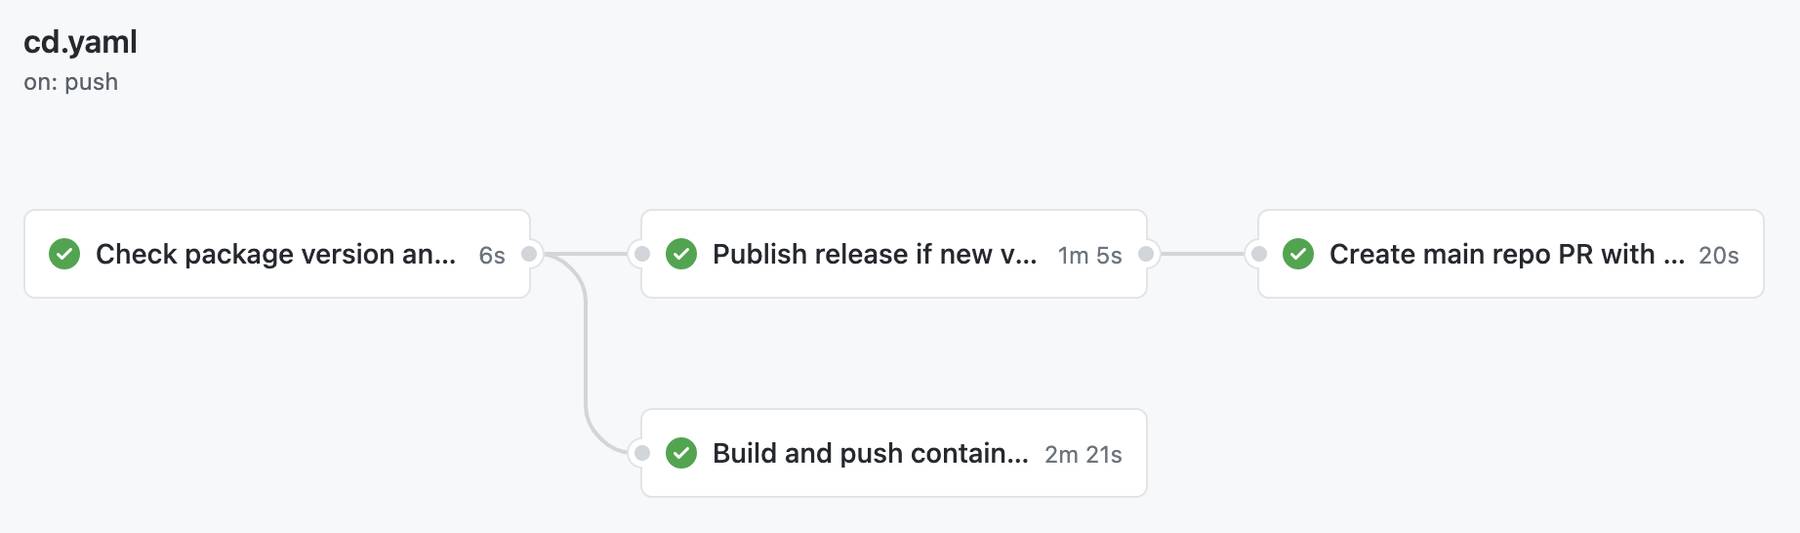 cd.yaml
on: push
Check package version an... 6s
Publish release if new v... 1m 5s
Create main repo PR with ... 20s
Build and push contain... 2m 21s